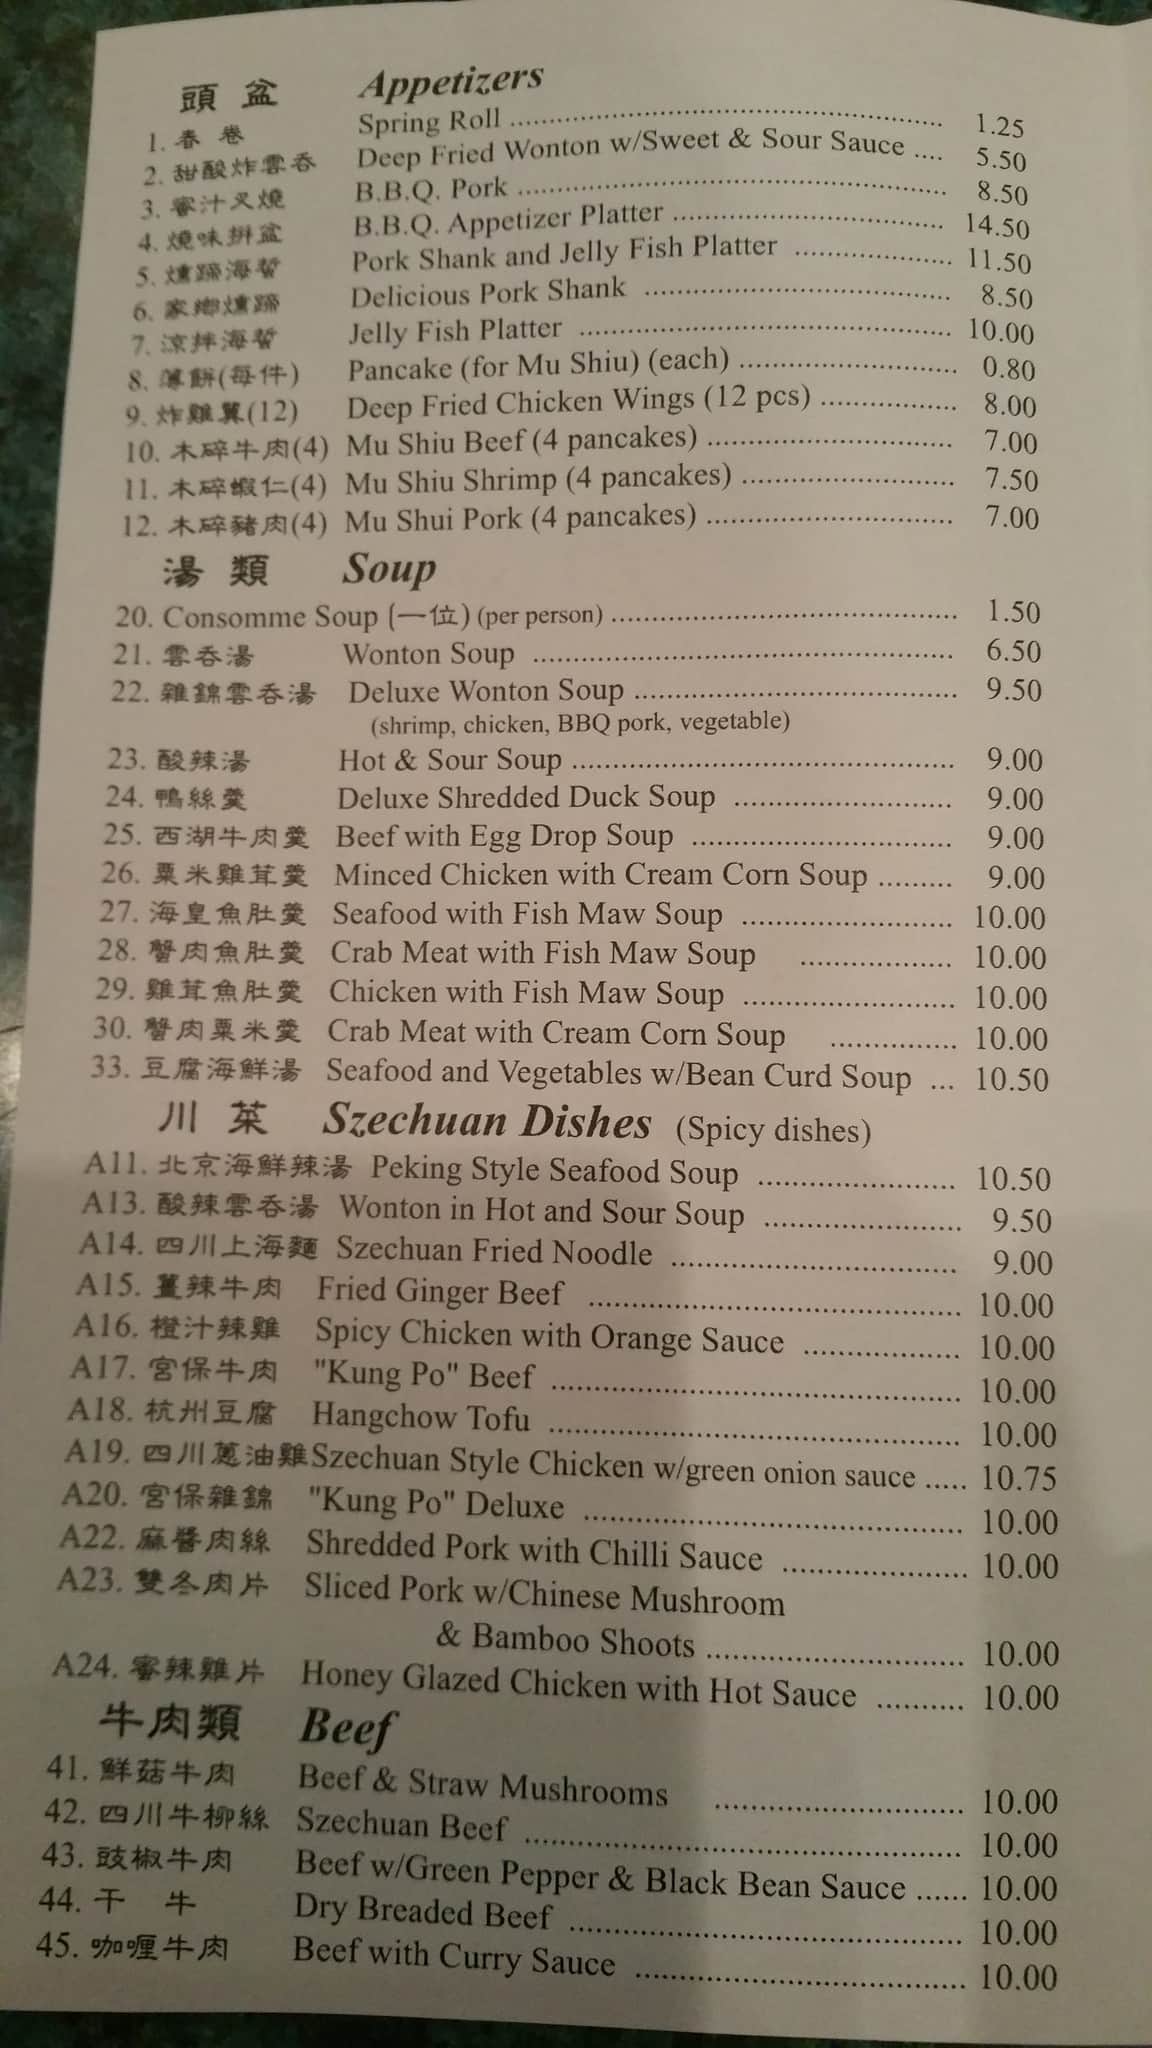 頭 盆 Appetizers
1. 春 卷 Spring Roll ........ 1.25
2. 甜酸炸雲呑 Deep Fried Wonton w/Sweet & Sour Sauce .... 5.50
3. 蜜汁叉燒 B.B.Q. Pork ........ 8.50
4. 燒味拼盆 B.B.Q. Appetizer Platter ........ 14.50
5. 燻蹄海蜇 Pork Shank and Jelly Fish Platter ........ 11.50
6. 家鄉燻蹄 Delicious Pork Shank ........ 8.50
7. 涼拌海蜇 Jelly Fish Platter ........ 10.00
8. 薄餅(每件) Pancake (for Mu Shiu) (each) ........ 0.80
9. 炸雞翼(12) Deep Fried Chicken Wings (12 pcs) ........ 8.00
10. 木碎牛肉(4) Mu Shiu Beef (4 pancakes) ........ 7.00
11. 木碎蝦仁(4) Mu Shiu Shrimp (4 pancakes) ........ 7.50
12. 木碎豬肉(4) Mu Shui Pork (4 pancakes) ........ 7.00
湯 類 Soup
20. Consomme Soup (一位) (per person) ........ 1.50
21. 雲呑湯 Wonton Soup ........ 6.50
22. 雜錦雲呑湯 Deluxe Wonton Soup ........ 9.50
(shrimp, chicken, BBQ pork, vegetable)
23. 酸辣湯 Hot & Sour Soup ........ 9.00
24. 鴨絲羹 Deluxe Shredded Duck Soup ........ 9.00
25. 西湖牛肉羹 Beef with Egg Drop Soup ........ 9.00
26. 粟米雞茸羹 Minced Chicken with Cream Corn Soup ........ 9.00
27. 海皇魚肚羹 Seafood with Fish Maw Soup ........ 10.00
28. 蟹肉魚肚羹 Crab Meat with Fish Maw Soup ........ 10.00
29. 雞茸魚肚羹 Chicken with Fish Maw Soup ........ 10.00
30. 蟹肉粟米羹 Crab Meat with Cream Corn Soup ........ 10.00
33. 豆腐海鮮湯 Seafood and Vegetables w/Bean Curd Soup ... 10.50
川 菜 Szechuan Dishes (Spicy dishes)
A11. 北京海鮮辣湯 Peking Style Seafood Soup ........ 10.50
A13. 酸辣雲呑湯 Wonton in Hot and Sour Soup ........ 9.50
A14. 四川上海麵 Szechuan Fried Noodle ........ 9.00
A15. 薑辣牛肉 Fried Ginger Beef ........ 10.00
A16. 橙汁辣雞 Spicy Chicken with Orange Sauce ........ 10.00
A17. 宮保牛肉 "Kung Po" Beef ........ 10.00
A18. 杭州豆腐 Hangchow Tofu ........ 10.00
A19. 四川蔥油雞 Szechuan Style Chicken w/green onion sauce ..... 10.75
A20. 宮保雜錦 "Kung Po" Deluxe ........ 10.00
A22. 麻醬肉絲 Shredded Pork with Chilli Sauce ........ 10.00
A23. 雙冬肉片 Sliced Pork w/Chinese Mushroom
& Bamboo Shoots ........ 10.00
A24. 蜜辣雞片 Honey Glazed Chicken with Hot Sauce ........ 10.00
牛肉類 Beef
41. 鮮菇牛肉 Beef & Straw Mushrooms ........ 10.00
42. 四川牛柳絲 Szechuan Beef ........ 10.00
43. 豉椒牛肉 Beef w/Green Pepper & Black Bean Sauce ...... 10.00
44. 干 牛 Dry Breaded Beef ........ 10.00
45. 咖喱牛肉 Beef with Curry Sauce ........ 10.00